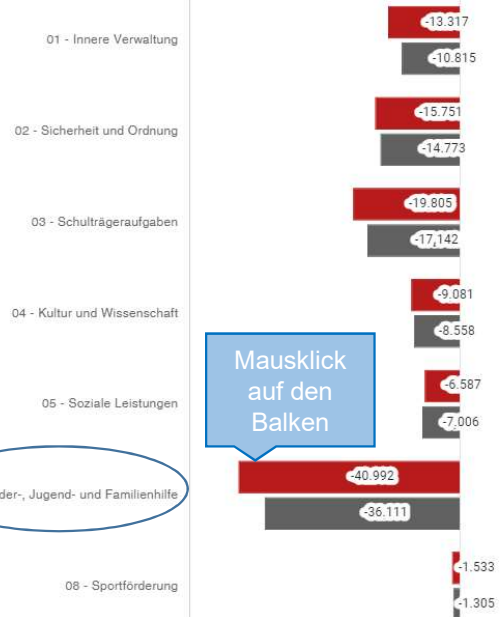 -13.317
01 - Innere Verwaltung
-10.815
-15.751
02 - Sicherheit und Ordnung
-14.773
-19.805
03 - Schulträgeraufgaben
-17,142
-9.081
04 - Kultur und Wissenschaft
-8.558
Mausklick
auf den
Balken
-6.587
05 - Soziale Leistungen
-7,006
-40.992
der-, Jugend- und Familienhilfe
-36.111
-1.533
08 - Sportförderung
-1.305